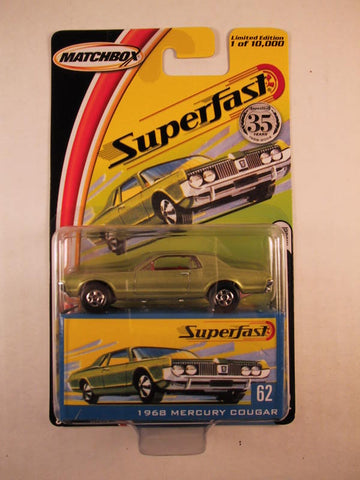 MATCHBOX
Limited Edition
1 of 10,000
Superfast
35
YEARS
Superfast
62
1968 MERCURY COUGAR